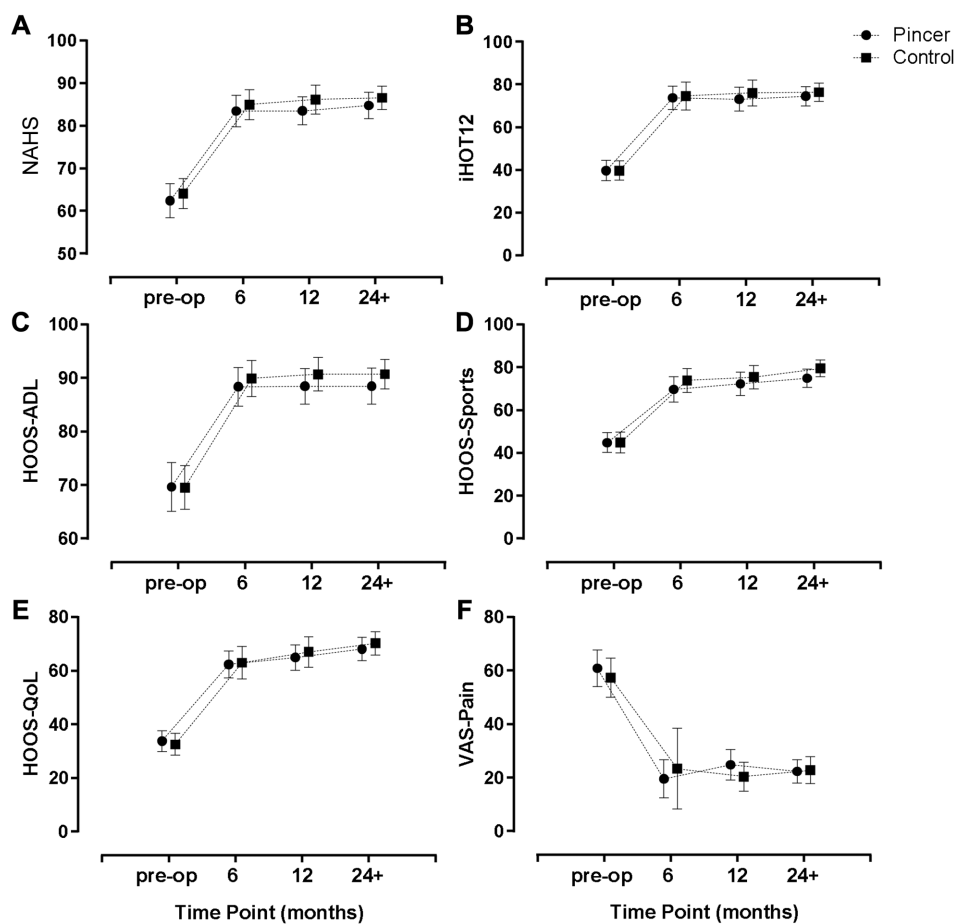 A
B
Pincer
Control
NAHS
100
90
80
70
60
50
pre-op 6 12 24+
iHOT12
100
80
60
40
20
0
pre-op 6 12 24+
C
HOOS-ADL
100
90
80
70
60
pre-op 6 12 24+
D
HOOS-Sports
100
80
60
40
20
0
pre-op 6 12 24+
E
HOOS-QoL
80
60
40
20
0
pre-op 6 12 24+
Time Point (months)
F
VAS-Pain
80
60
40
20
0
pre-op 6 12 24+
Time Point (months)